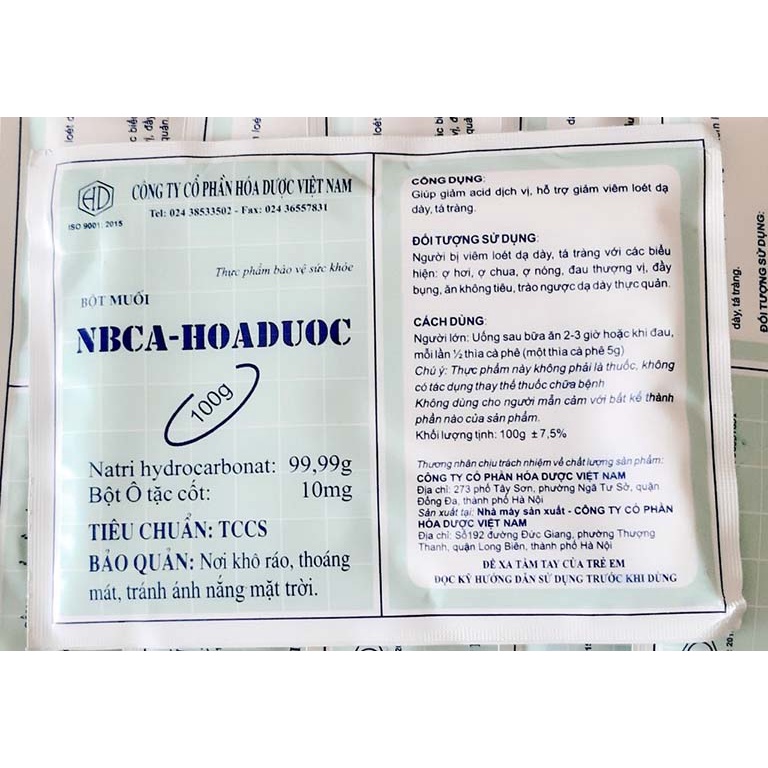 HD
ISO 9001: 2015
CÔNG TY CỔ PHẦN HÓA DƯỢC VIỆT NAM
Tel: 024 38533502 - Fax: 024 36557831
Thực phẩm bảo vệ sức khỏe
BỘT MUỐI
NBCA-HOADUOC
100g
Natri hydrocarbonat: 99,99g
Bột Ô tặc cốt: 10mg
TIÊU CHUẨN: TCCS
BẢO QUẢN: Nơi khô ráo, thoáng
mát, tránh ánh nắng mặt trời.
CÔNG DỤNG:
Giúp giảm acid dịch vị, hỗ trợ giảm viêm loét dạ
dày, tá tràng.
ĐỐI TƯỢNG SỬ DỤNG:
Người bị viêm loét dạ dày, tá tràng với các biểu
hiện: ợ hơi, ợ chua, ợ nóng, đau thượng vị, đầy
bụng, ăn không tiêu, trào ngược dạ dày thực quản.
CÁCH DÙNG:
Người lớn: Uống sau bữa ăn 2-3 giờ hoặc khi đau,
mỗi lần ½ thìa cà phê (một thìa cà phê 5g)
Chú ý: Thực phẩm này không phải là thuốc, không
có tác dụng thay thế thuốc chữa bệnh
Không dùng cho người mẫn cảm với bất kể thành
phần nào của sản phẩm.
Khối lượng tịnh: 100g ±7,5%
Thương nhân chịu trách nhiệm về chất lượng sản phẩm:
CÔNG TY CỔ PHẦN HÓA DƯỢC VIỆT NAM
Địa chỉ: 273 phố Tây Sơn, phường Ngã Tư Sở, quận
Đống Đa, thành phố Hà Nội
Sản xuất tại: Nhà máy sản xuất - CÔNG TY CỔ PHẦN
HÓA DƯỢC VIỆT NAM
Địa chỉ: Số192 đường Đức Giang, phường Thượng
Thanh, quận Long Biên, thành phố Hà Nội
ĐỂ XA TẦM TAY CỦA TRẺ EM
ĐỌC KỸ HƯỚNG DẪN SỬ DỤNG TRƯỚC KHI DÙNG
dày, tá tràng.
ĐỐI TƯỢNG SỬ DỤNG: